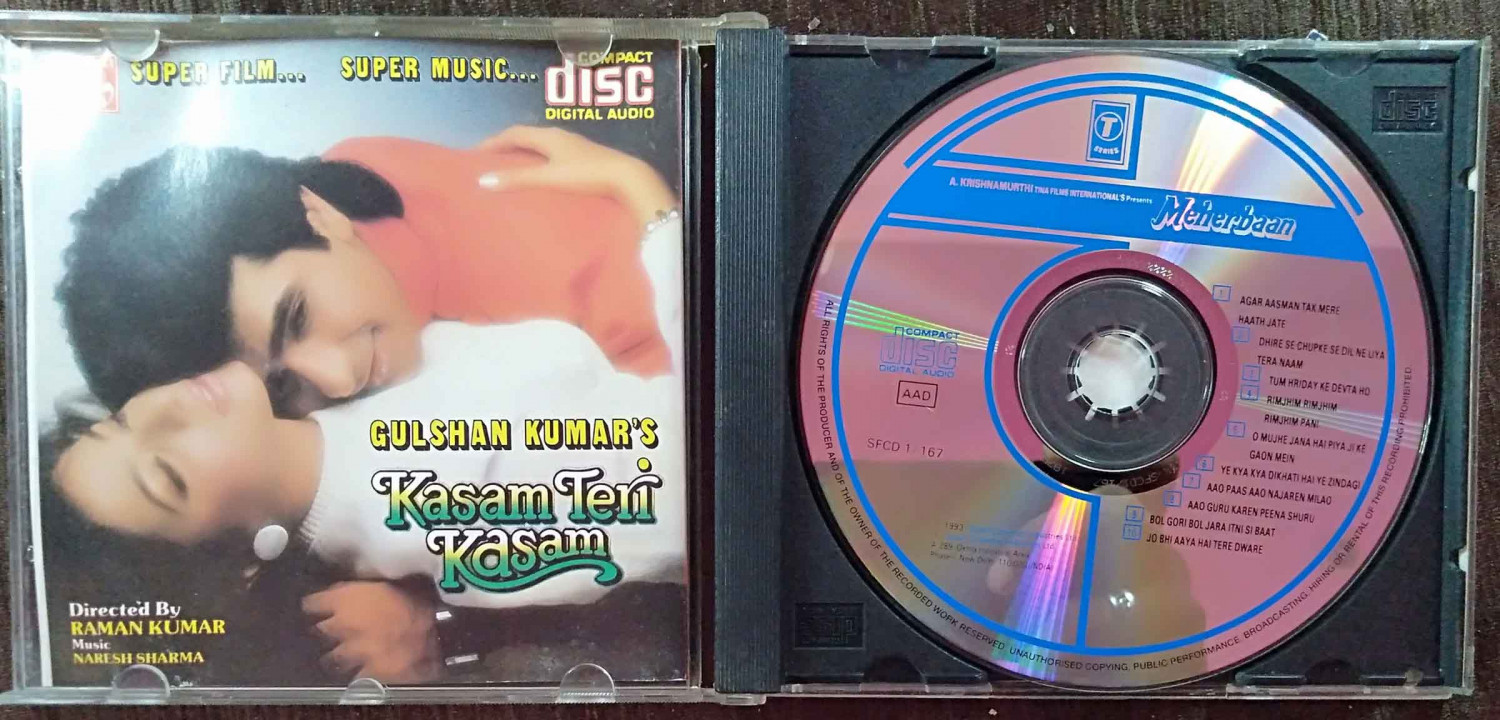 SUPER FILM... SUPER MUSIC...
COMPACT
disc
DIGITAL AUDIO
GULSHAN KUMAR'S
Kasam Teri
Kasam
Directed By
RAMAN KUMAR
Music
NARESH SHARMA
T
SERIES
A. KRISHNAMURTHI TINA FILMS INTERNATIONAL'S Presents
Meherbaan
1 AGAR AASMAN TAK MERE
HAATH JATE
2 DHIRE SE CHUPKE SE DIL NE LIYA
TERA NAAM
3 TUM HRIDAY KE DEVTA HO
4 RIMJHIM RIMJHIM
RIMJHIM PANI
5 O MUJHE JANA HAI PIYA JI KE
GAON MEIN
6 YE KYA KYA DIKHATI HAI YE ZINDAGI
7 AAO PAAS AAO NAJAREN MILAO
8 AAO GURU KAREN PEENA SHURU
9 BOL GORI BOL JARA ITNI SI BAAT
10 JO BHI AAYA HAI TERE DWARE
COMPACT
disc
DIGITAL AUDIO
AAD
SFCD 1/167
1993
ALL RIGHTS OF THE PRODUCER AND OF THE OWNER OF THE RECORDED WORK RESERVED. UNAUTHORISED COPYING, PUBLIC PERFORMANCE, BROADCASTING, HIRING OR RENTAL OF THIS RECORDING PROHIBITED
disc